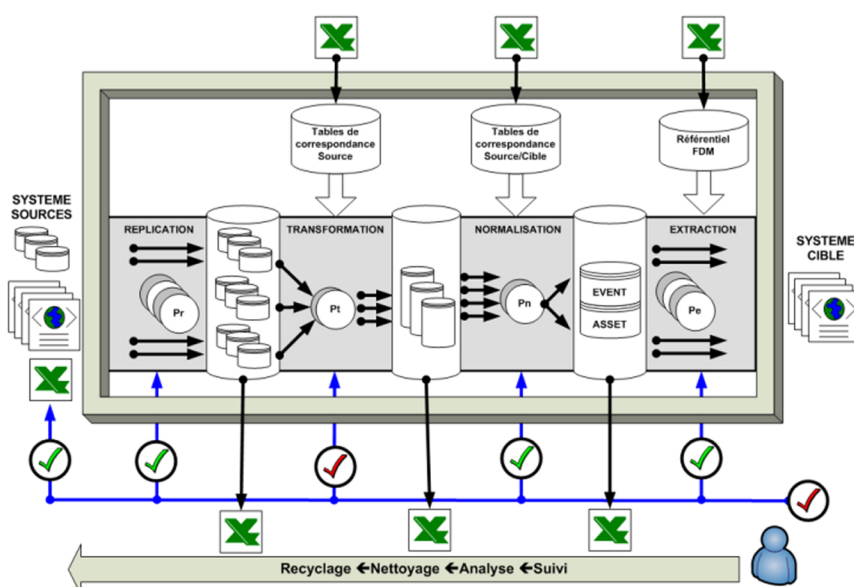 Tables de
correspondance
Source
Tables de
correspondance
Source/Cible
Référentiel
FDM
SYSTEME
SOURCES
REPLICATION
TRANSFORMATION
NORMALISATION
EXTRACTION
SYSTEME
CIBLE
Pr
Pt
Pn
EVENT
ASSET
Pe
Recyclage ←Nettoyage ←Analyse ←Suivi